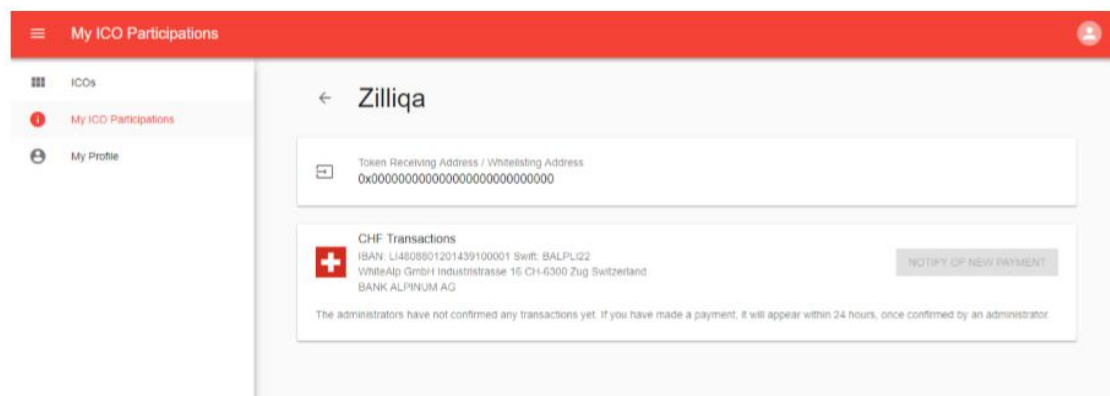 My ICO Participations
ICOs
My ICO Participations
My Profile
Zilliqa
Token Receiving Address / Whitelisting Address
0x000000000000000000000000000
CHF Transactions
IBAN: LI4808801201439100001 Swift: BALPLI22
WhiteAlp GmbH Industristrasse 16 CH-6300 Zug Switzerland
BANK ALPINUM AG
NOTIFY OF NEW PAYMENT
The administrators have not confirmed any transactions yet. If you have made a payment, it will appear within 24 hours, once confirmed by an administrator.